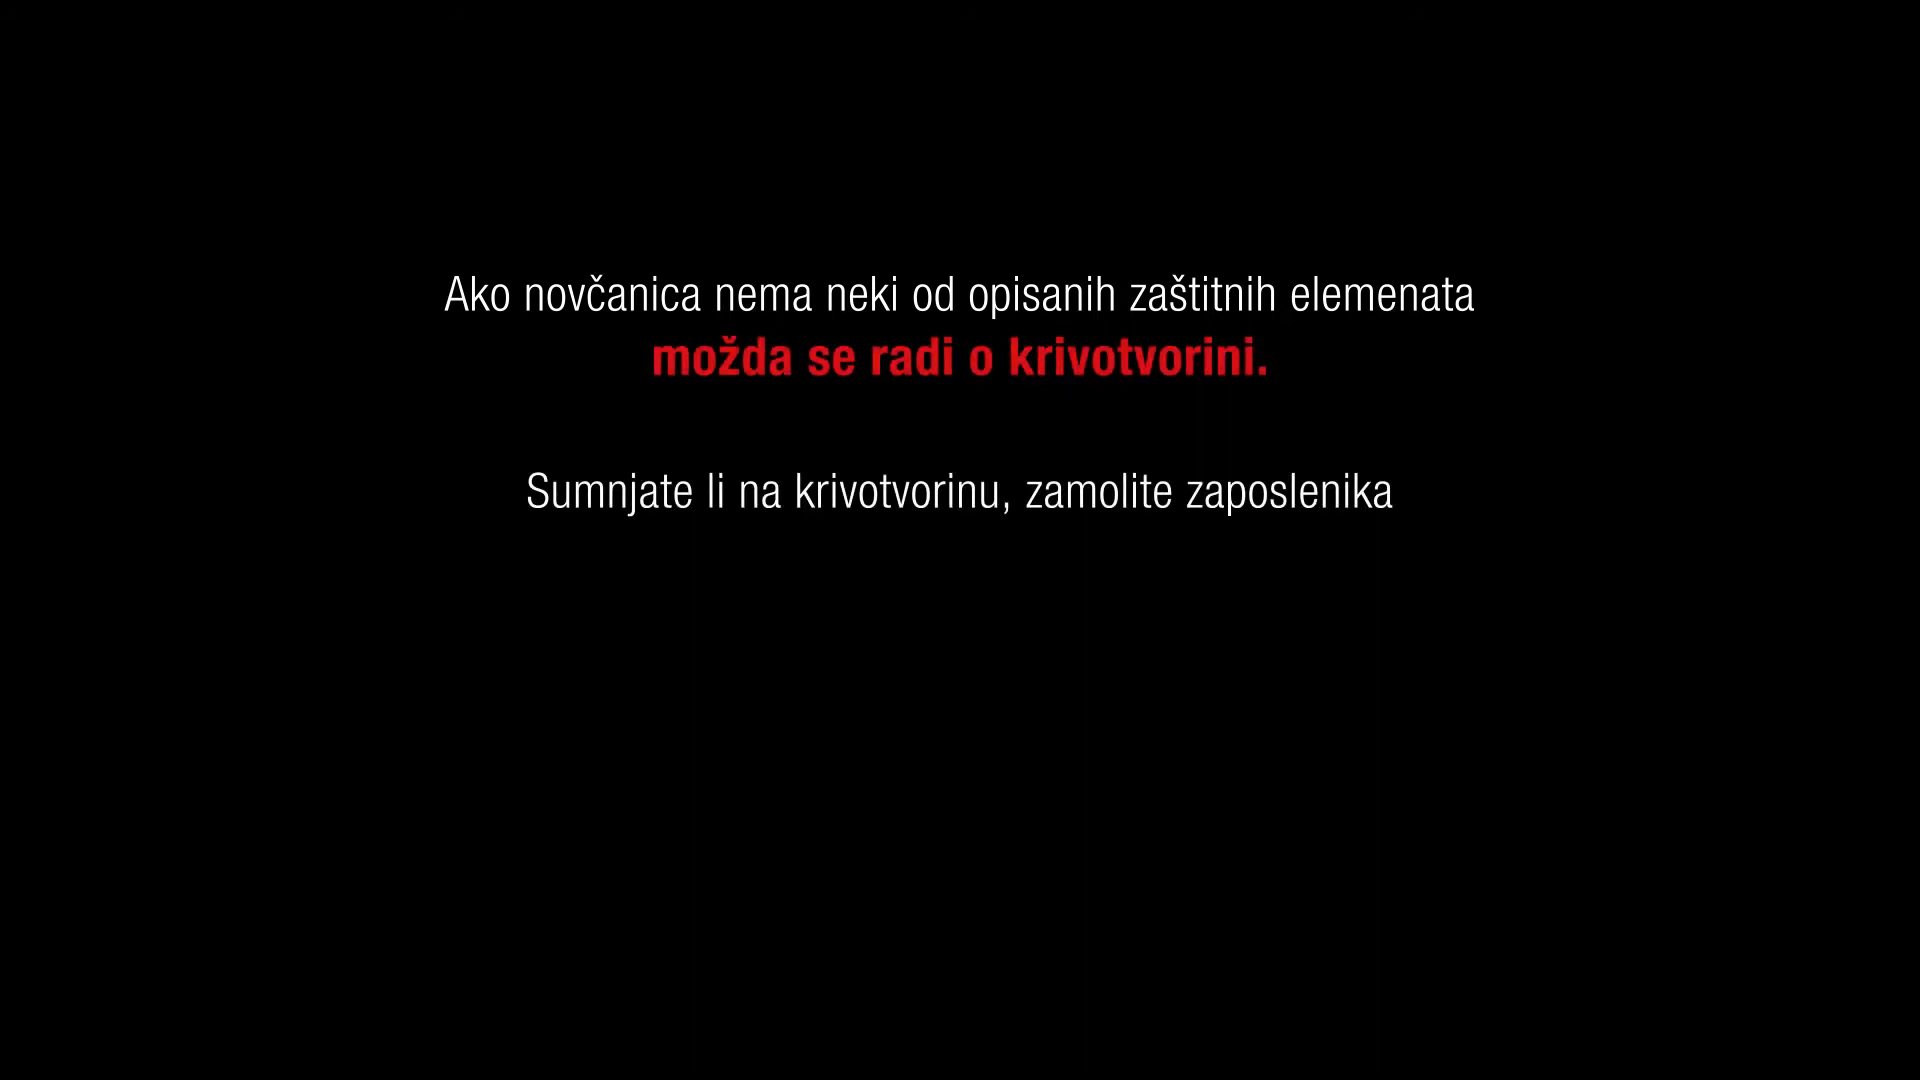 Ako novčanica nema neki od opisanih zaštitnih elemenata
možda se radi o krivotvorini.
Sumnjate li na krivotvorinu, zamolite zaposlenika